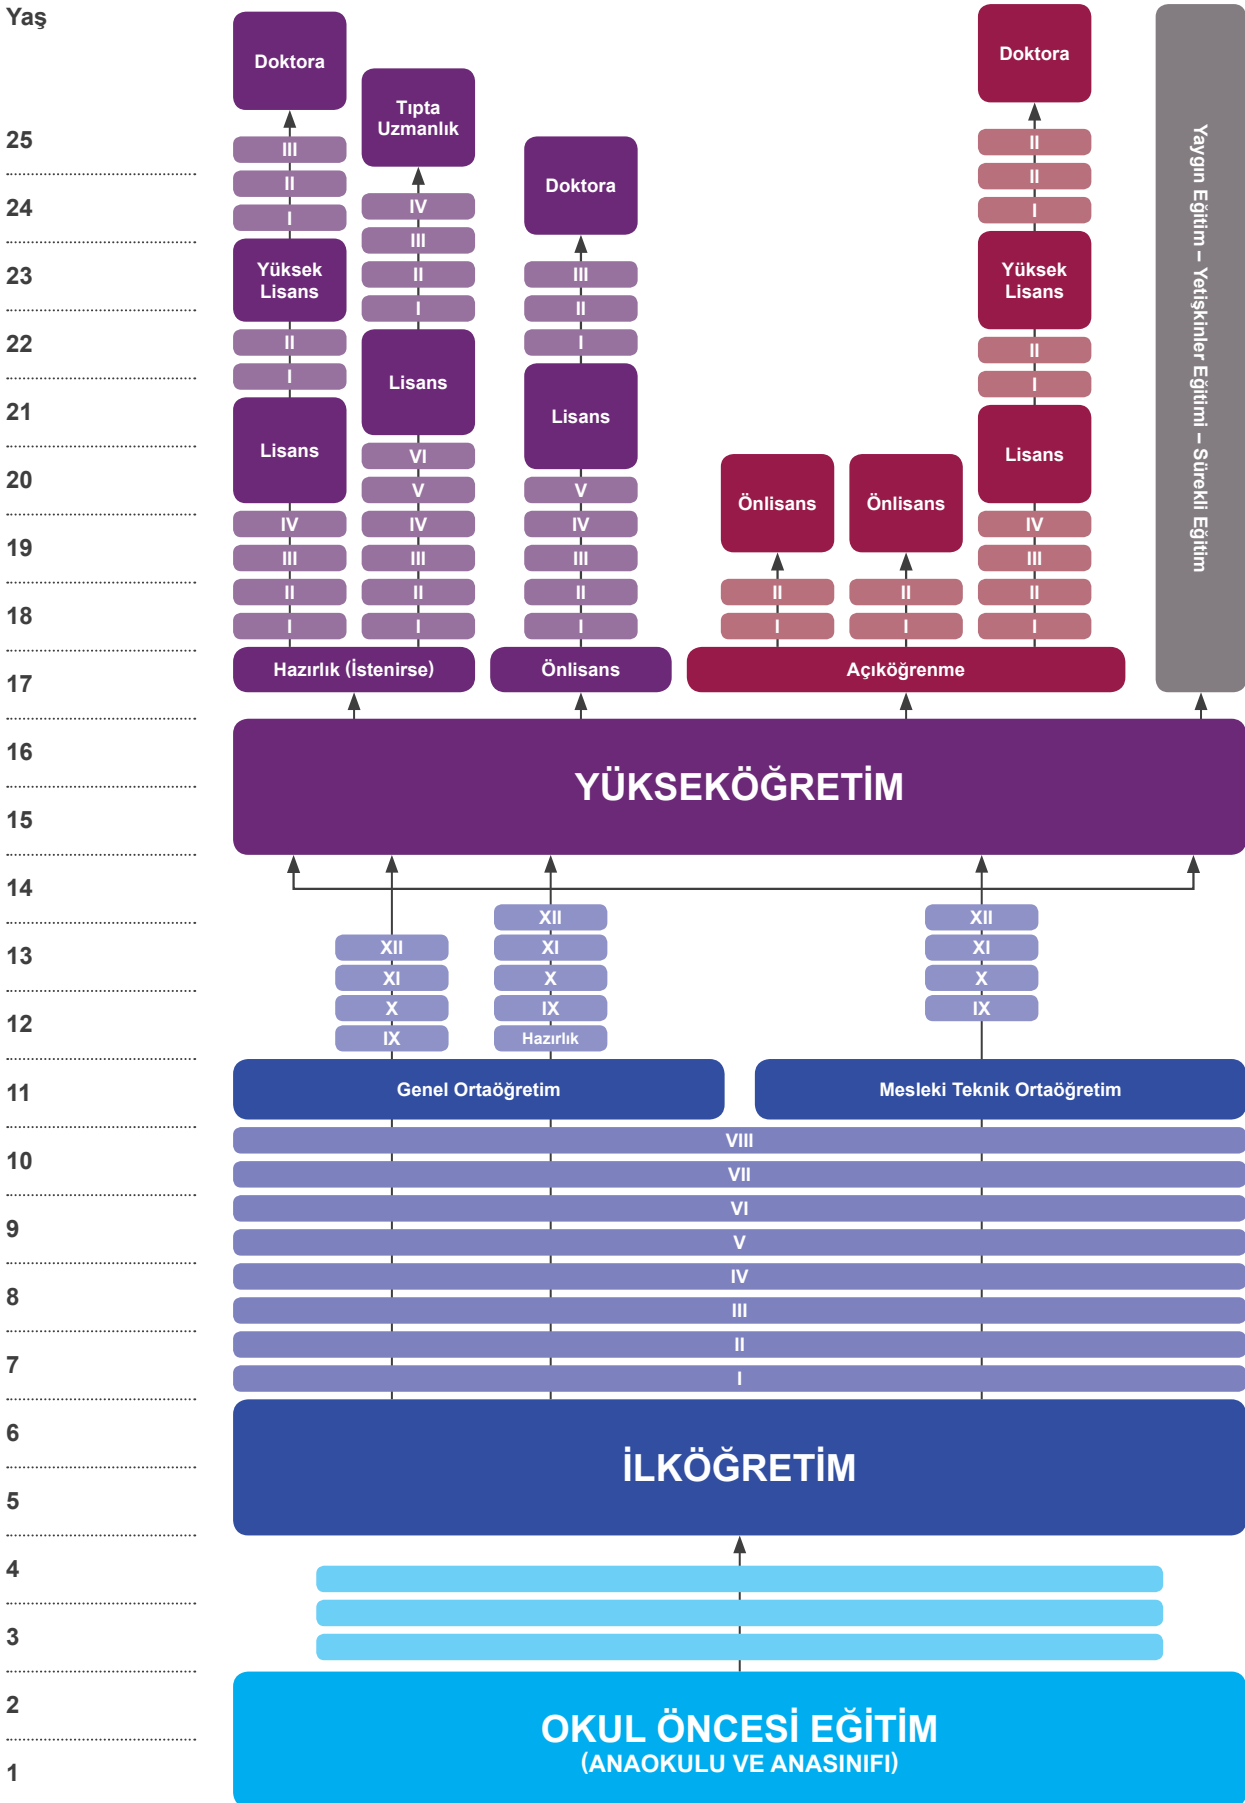 Yaş
25
24
23
22
21
20
19
18
17
16
15
14
13
12
11
10
9
8
7
6
5
4
3
2
1
Doktora
III
II
I
Yüksek
Lisans
II
I
Lisans
IV
III
II
I
Tıpta
Uzmanlık
IV
III
II
I
Lisans
VI
V
IV
III
II
I
Hazırlık (İstenirse)
Doktora
III
II
I
Lisans
V
IV
III
II
I
Önlisans
Önlisans
II
I
Önlisans
II
I
Doktora
II
II
I
Yüksek
Lisans
II
I
Lisans
IV
III
II
I
Açıköğrenme
Yaygın Eğitim – Yetişkinler Eğitimi – Sürekli Eğitim
YÜKSEKÖĞRETİM
XII
XI
X
IX
XII
XI
X
IX
Hazırlık
XII
XI
X
IX
Genel Ortaöğretim
Mesleki Teknik Ortaöğretim
VIII
VII
VI
V
IV
III
II
I
İLKÖĞRETİM
OKUL ÖNCESİ EĞİTİM
(ANAOKULU VE ANASINIFI)